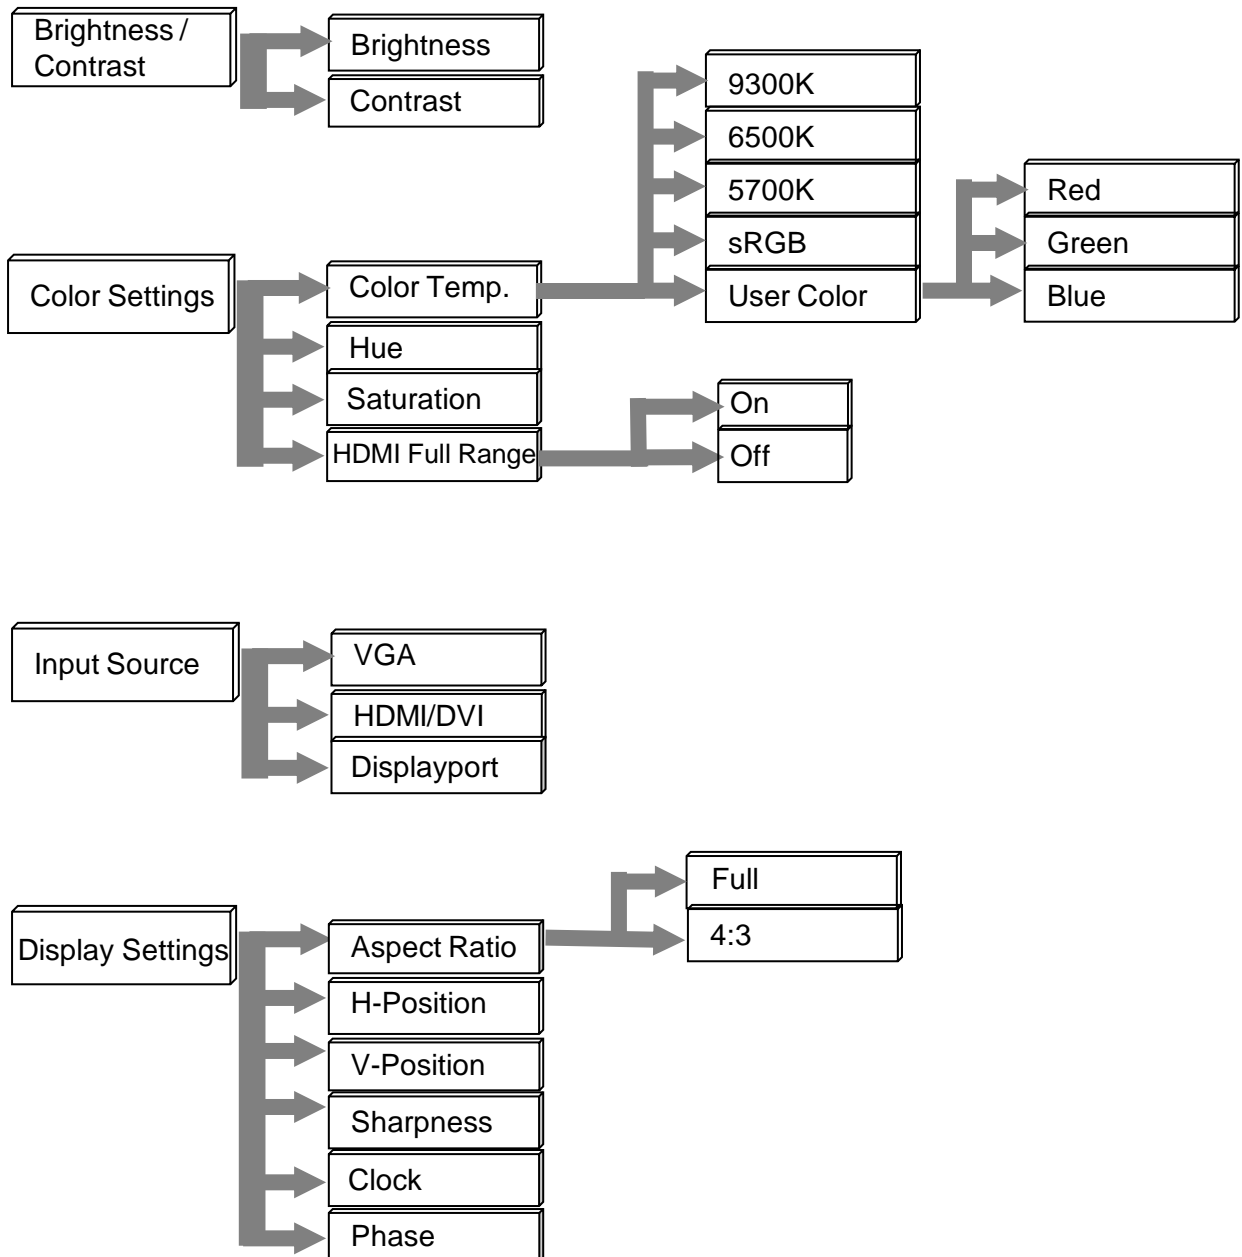 Brightness /
Contrast
Brightness
Contrast
9300K
6500K
5700K
sRGB
User Color
Red
Green
Blue
Color Settings
Color Temp.
Hue
Saturation
HDMI Full Range
On
Off
Input Source
VGA
HDMI/DVI
Displayport
Display Settings
Aspect Ratio
H-Position
V-Position
Sharpness
Clock
Phase
Full
4:3